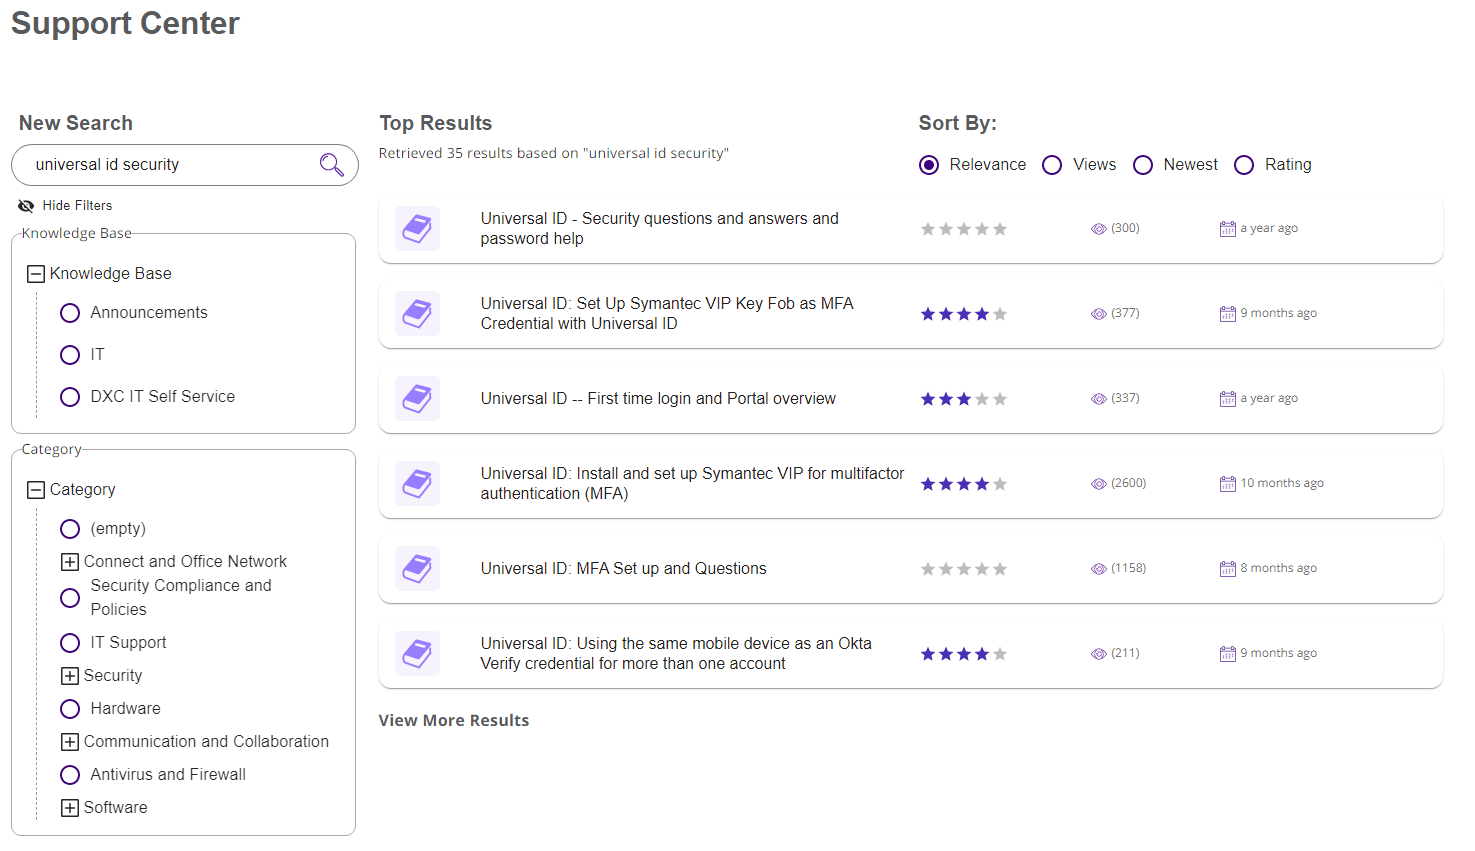 Support Center
New Search
universal id security
Hide Filters
Knowledge Base
Knowledge Base
Announcements
IT
DXC IT Self Service
Category
Category
(empty)
Connect and Office Network
Security Compliance and
Policies
IT Support
Security
Hardware
Communication and Collaboration
Antivirus and Firewall
Software
Top Results
Retrieved 35 results based on "universal id security"
Sort By:
Relevance Views Newest Rating
Universal ID - Security questions and answers and
password help
(300) a year ago
Universal ID: Set Up Symantec VIP Key Fob as MFA
Credential with Universal ID
(377) 9 months ago
Universal ID -- First time login and Portal overview
(337) a year ago
Universal ID: Install and set up Symantec VIP for multifactor
authentication (MFA)
(2600) 10 months ago
Universal ID: MFA Set up and Questions
(1158) 8 months ago
Universal ID: Using the same mobile device as an Okta
Verify credential for more than one account
(211) 9 months ago
View More Results